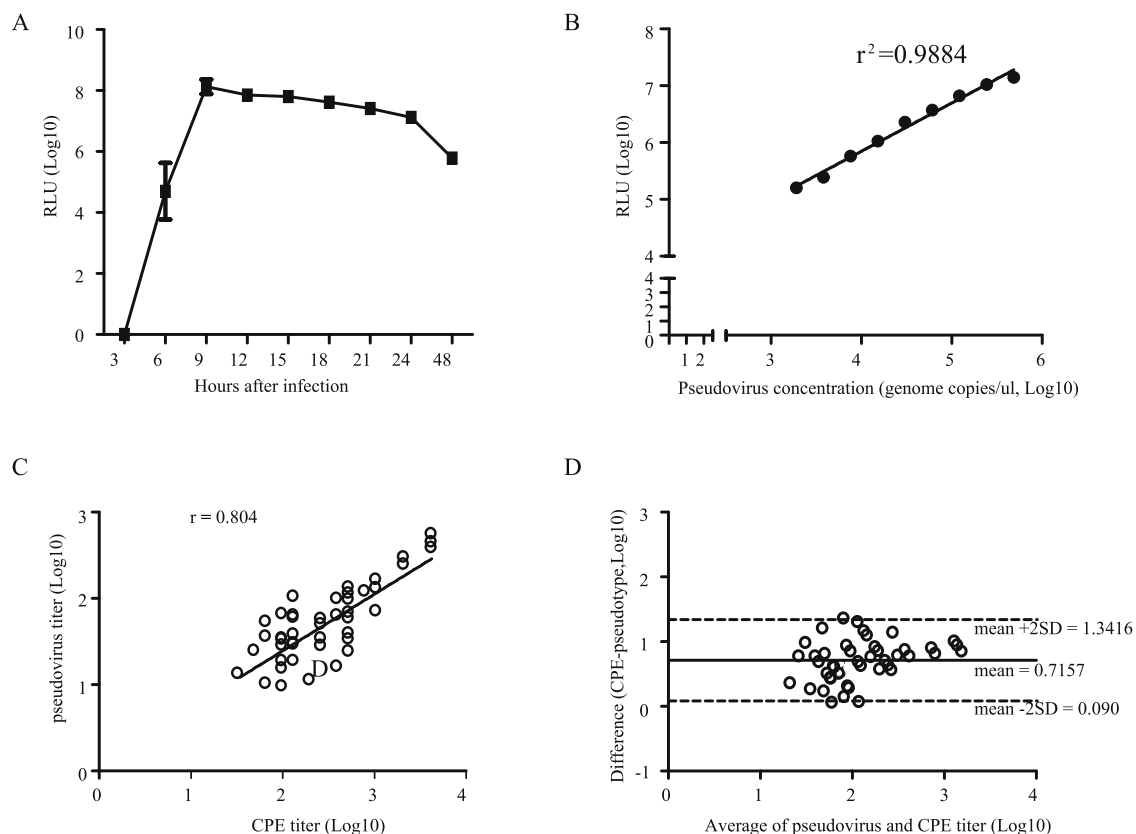 A
10
8
6
4
2
0
RLU (Log10)
3 6 9 12 15 18 21 24 48
Hours after infection
B
r²=0.9884
8
7
6
5
4
4
3
2
1
0
RLU (Log10)
1 2 3 4 5 6
Pseudovirus concentration (genome copies/ul, Log10)
C
r = 0.804
3
2
1
0
pseudovirus titer (Log10)
D
0 1 2 3 4
CPE titer (Log10)
D
3
2
1
0
-1
Difference (CPE-pseudotype,Log10)
mean +2SD = 1.3416
mean = 0.7157
mean -2SD = 0.090
0 1 2 3 4
Average of pseudovirus and CPE titer (Log10)